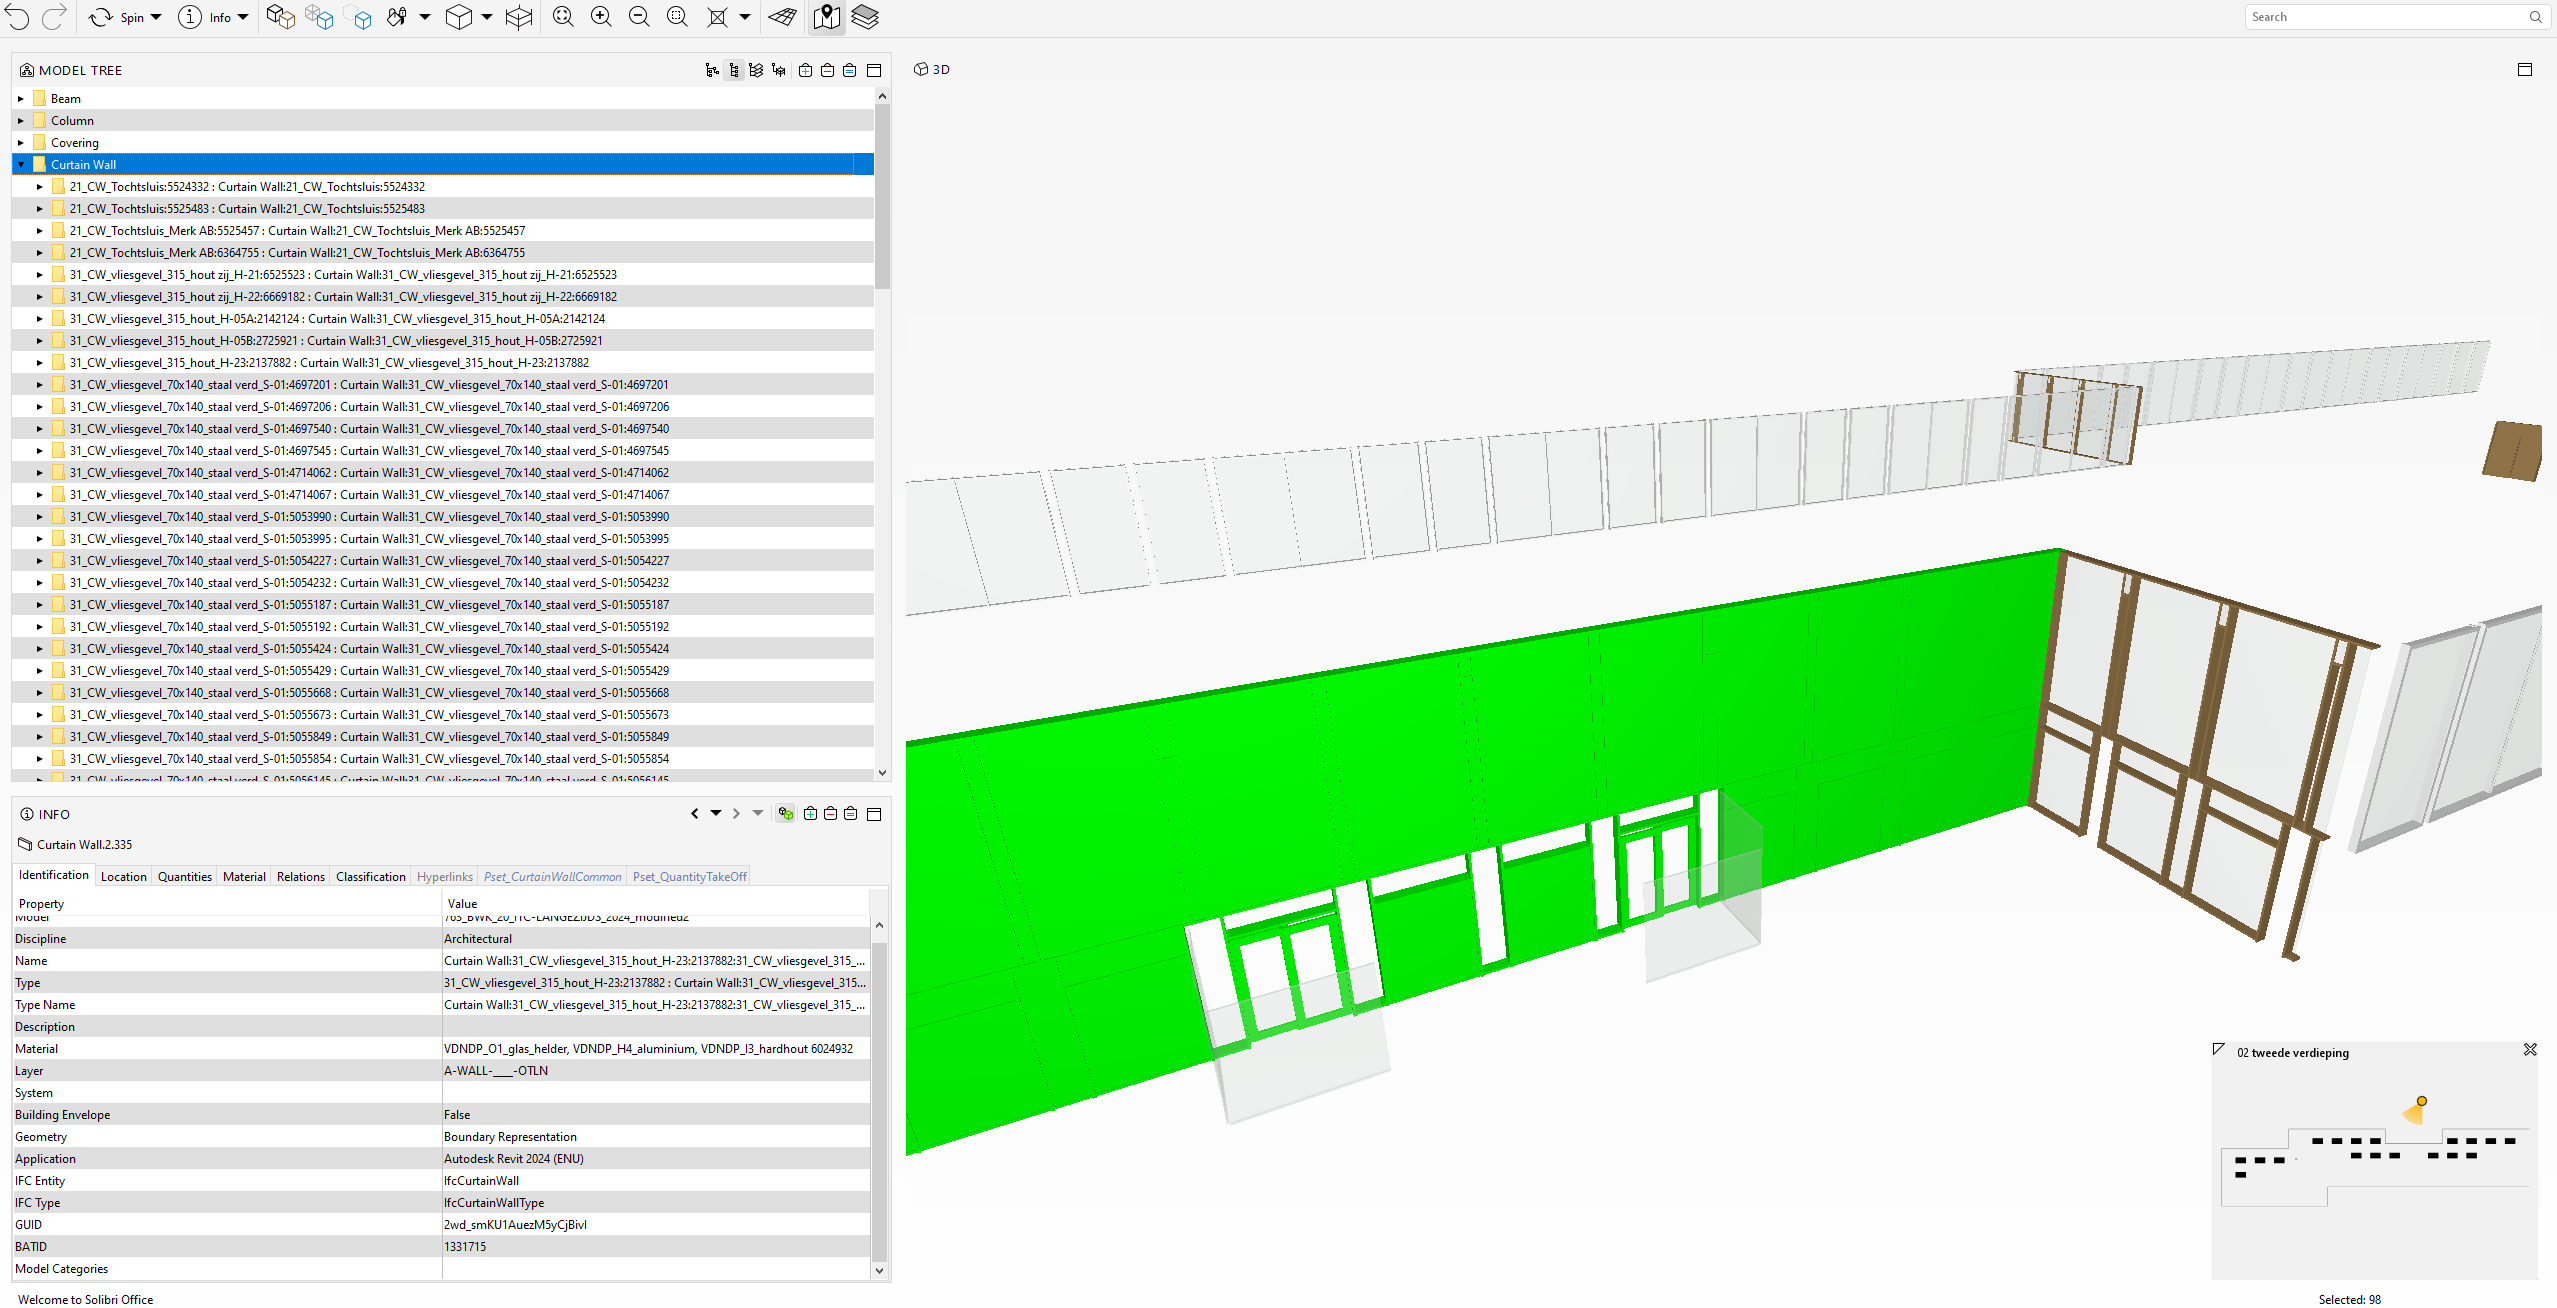 Spin
Info
Search
MODEL TREE
Beam
Column
Covering
Curtain Wall
21_CW_Tochtsluis:5524332 : Curtain Wall:21_CW_Tochtsluis:5524332
21_CW_Tochtsluis:5525483 : Curtain Wall:21_CW_Tochtsluis:5525483
21_CW_Tochtsluis_Merk AB:5525457 : Curtain Wall:21_CW_Tochtsluis_Merk AB:5525457
21_CW_Tochtsluis_Merk AB:6364755 : Curtain Wall:21_CW_Tochtsluis_Merk AB:6364755
31_CW_vliesgevel_315_hout zij_H-21:6525523 : Curtain Wall:31_CW_vliesgevel_315_hout zij_H-21:6525523
31_CW_vliesgevel_315_hout zij_H-22:6669182 : Curtain Wall:31_CW_vliesgevel_315_hout zij_H-22:6669182
31_CW_vliesgevel_315_hout_H-05A:2142124 : Curtain Wall:31_CW_vliesgevel_315_hout_H-05A:2142124
31_CW_vliesgevel_315_hout_H-05B:2725921 : Curtain Wall:31_CW_vliesgevel_315_hout_H-05B:2725921
31_CW_vliesgevel_315_hout_H-23:2137882 : Curtain Wall:31_CW_vliesgevel_315_hout_H-23:2137882
31_CW_vliesgevel_70x140_staal verd_S-01:4697201 : Curtain Wall:31_CW_vliesgevel_70x140_staal verd_S-01:4697201
31_CW_vliesgevel_70x140_staal verd_S-01:4697206 : Curtain Wall:31_CW_vliesgevel_70x140_staal verd_S-01:4697206
31_CW_vliesgevel_70x140_staal verd_S-01:4697540 : Curtain Wall:31_CW_vliesgevel_70x140_staal verd_S-01:4697540
31_CW_vliesgevel_70x140_staal verd_S-01:4697545 : Curtain Wall:31_CW_vliesgevel_70x140_staal verd_S-01:4697545
31_CW_vliesgevel_70x140_staal verd_S-01:4714062 : Curtain Wall:31_CW_vliesgevel_70x140_staal verd_S-01:4714062
31_CW_vliesgevel_70x140_staal verd_S-01:4714067 : Curtain Wall:31_CW_vliesgevel_70x140_staal verd_S-01:4714067
31_CW_vliesgevel_70x140_staal verd_S-01:5053990 : Curtain Wall:31_CW_vliesgevel_70x140_staal verd_S-01:5053990
31_CW_vliesgevel_70x140_staal verd_S-01:5053995 : Curtain Wall:31_CW_vliesgevel_70x140_staal verd_S-01:5053995
31_CW_vliesgevel_70x140_staal verd_S-01:5054227 : Curtain Wall:31_CW_vliesgevel_70x140_staal verd_S-01:5054227
31_CW_vliesgevel_70x140_staal verd_S-01:5054232 : Curtain Wall:31_CW_vliesgevel_70x140_staal verd_S-01:5054232
31_CW_vliesgevel_70x140_staal verd_S-01:5055187 : Curtain Wall:31_CW_vliesgevel_70x140_staal verd_S-01:5055187
31_CW_vliesgevel_70x140_staal verd_S-01:5055192 : Curtain Wall:31_CW_vliesgevel_70x140_staal verd_S-01:5055192
31_CW_vliesgevel_70x140_staal verd_S-01:5055424 : Curtain Wall:31_CW_vliesgevel_70x140_staal verd_S-01:5055424
31_CW_vliesgevel_70x140_staal verd_S-01:5055429 : Curtain Wall:31_CW_vliesgevel_70x140_staal verd_S-01:5055429
31_CW_vliesgevel_70x140_staal verd_S-01:5055668 : Curtain Wall:31_CW_vliesgevel_70x140_staal verd_S-01:5055668
31_CW_vliesgevel_70x140_staal verd_S-01:5055673 : Curtain Wall:31_CW_vliesgevel_70x140_staal verd_S-01:5055673
31_CW_vliesgevel_70x140_staal verd_S-01:5055849 : Curtain Wall:31_CW_vliesgevel_70x140_staal verd_S-01:5055849
31_CW_vliesgevel_70x140_staal verd_S-01:5055854 : Curtain Wall:31_CW_vliesgevel_70x140_staal verd_S-01:5055854
31_CW_vliesgevel_70x140_staal verd_S-01:5056145 : Curtain Wall:31_CW_vliesgevel_70x140_staal verd_S-01:5056145
INFO
Curtain Wall.2.335
Identification Location Quantities Material Relations Classification Hyperlinks Pset_CurtainWallCommon Pset_QuantityTakeOff
Property Value
Model
Discipline Architectural
Name Curtain Wall:31_CW_vliesgevel_315_hout_H-23:2137882:31_CW_vliesgevel_315_...
Type 31_CW_vliesgevel_315_hout_H-23:2137882 : Curtain Wall:31_CW_vliesgevel_315...
Type Name Curtain Wall:31_CW_vliesgevel_315_hout_H-23:2137882:31_CW_vliesgevel_315_...
Description
Material VDNDP_O1_glas_helder, VDNDP_H4_aluminium, VDNDP_I3_hardhout 6024932
Layer A-WALL-___-OTLN
System
Building Envelope False
Geometry Boundary Representation
Application Autodesk Revit 2024 (ENU)
IFC Entity IfcCurtainWall
IFC Type IfcCurtainWallType
GUID 2wd_smKU1AuezM5yCjBivI
BATID 1331715
Model Categories
Welcome to Solibri Office
3D
02 tweede verdieping
Selected: 98